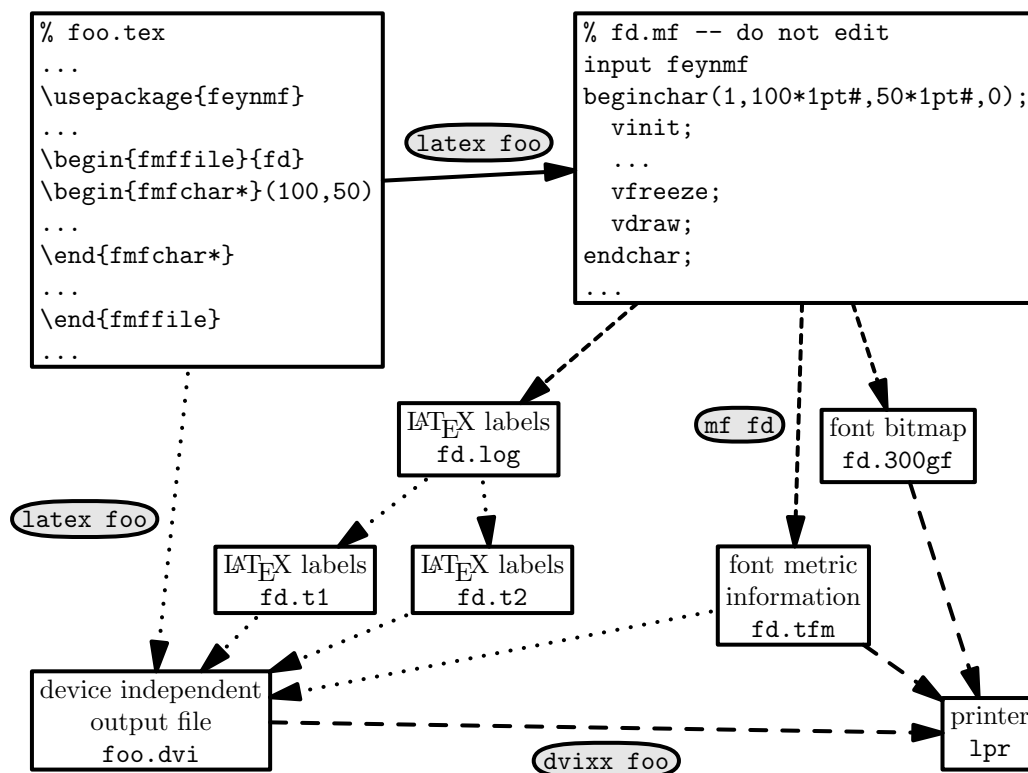 % foo.tex
...
\usepackage{feynmf}
...
\begin{fmffile}{fd}
\begin{fmfchar*}(100,50)
...
\end{fmfchar*}
...
\end{fmffile}
...
latex foo
% fd.mf -- do not edit
input feynmf
beginchar(1,100*1pt#,50*1pt#,0);
  vinit;
  ...
  vfreeze;
  vdraw;
endchar;
...
LATEX labels
fd.log
mf fd
font bitmap
fd.300gf
latex foo
LATEX labels
fd.t1
LATEX labels
fd.t2
font metric
information
fd.tfm
device independent
output file
foo.dvi
dvixx foo
printer
lpr